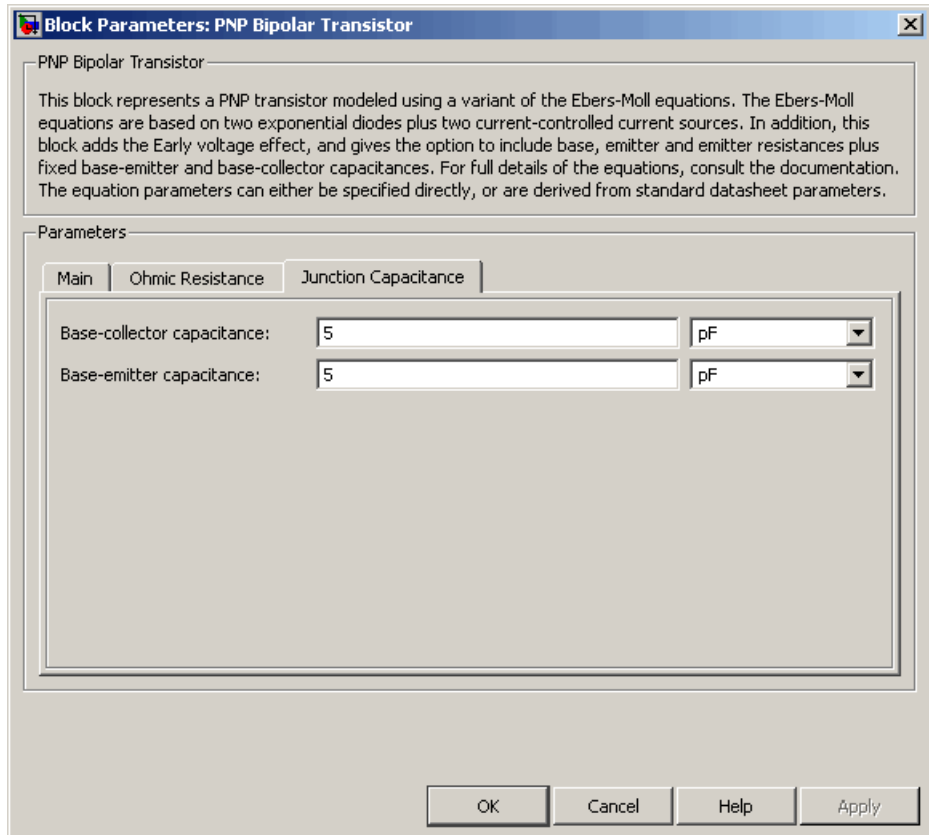 Block Parameters: PNP Bipolar Transistor
PNP Bipolar Transistor
This block represents a PNP transistor modeled using a variant of the Ebers-Moll equations. The Ebers-Moll
equations are based on two exponential diodes plus two current-controlled current sources. In addition, this
block adds the Early voltage effect, and gives the option to include base, emitter and emitter resistances plus
fixed base-emitter and base-collector capacitances. For full details of the equations, consult the documentation.
The equation parameters can either be specified directly, or are derived from standard datasheet parameters.
Parameters
Main Ohmic Resistance Junction Capacitance
Base-collector capacitance: 5 pF
Base-emitter capacitance: 5 pF
OK Cancel Help Apply